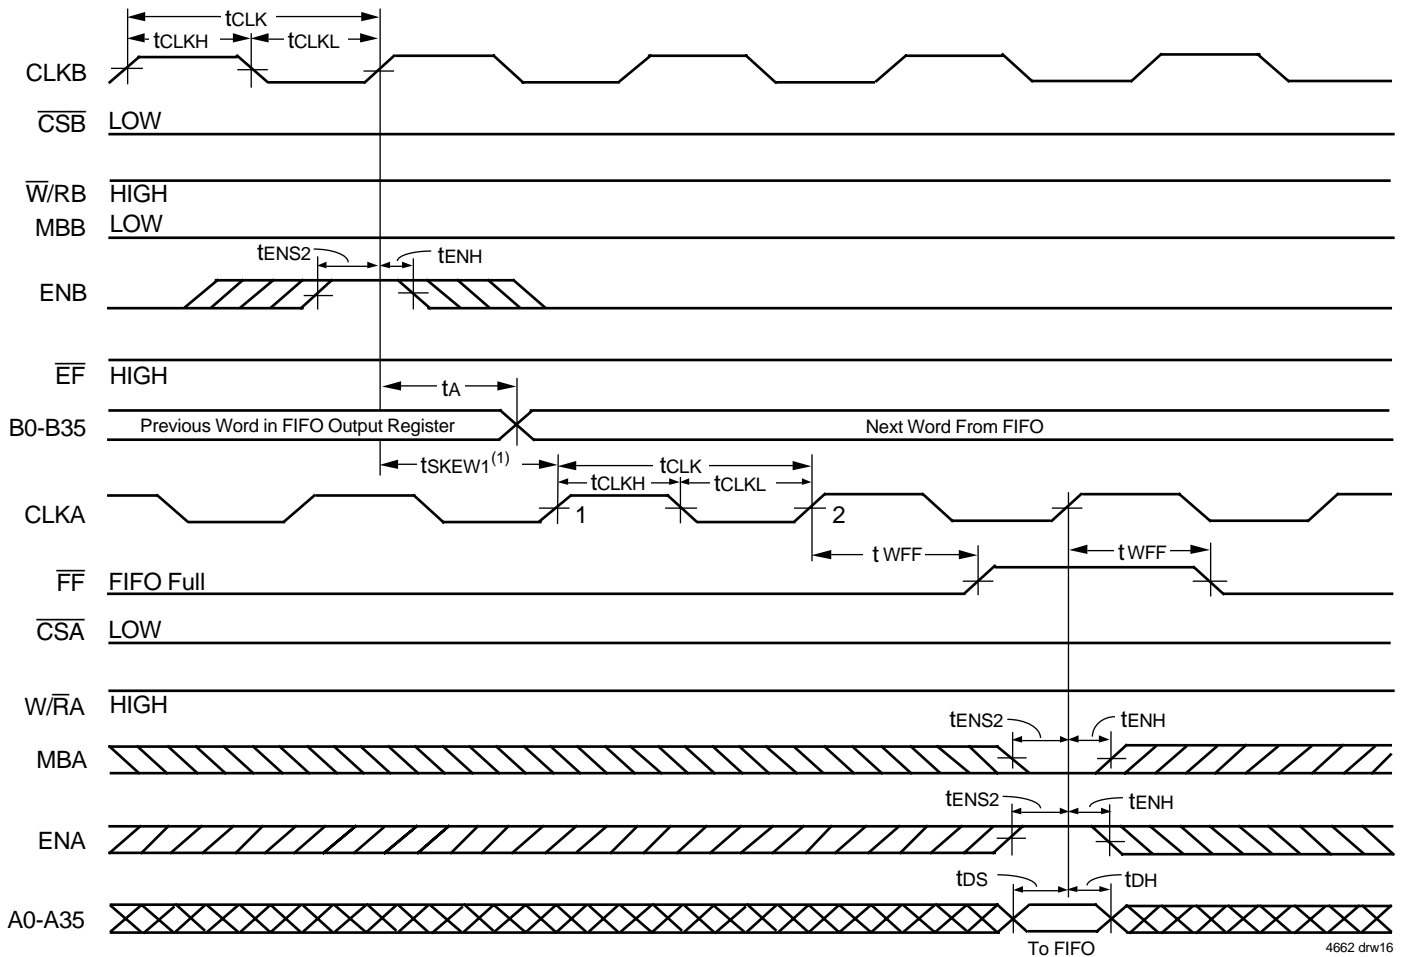 tCLK
tCLKH tCLKL
CLKB
CSB LOW
W/RB HIGH
MBB LOW
tENS2 tENH
ENB
EF HIGH
tA
B0-B35 Previous Word in FIFO Output Register Next Word From FIFO
tSKEW1(1) tCLK
tCLKH tCLKL
CLKA 1 2
tWFF tWFF
FF FIFO Full
CSA LOW
W/RA HIGH
tENS2 tENH
MBA
tENS2 tENH
ENA
tDS tDH
A0-A35
To FIFO
4662 drw16